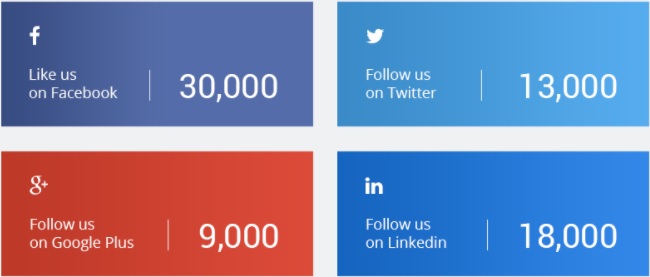 Like us
on Facebook
30,000
Follow us
on Twitter
13,000
Follow us
on Google Plus
9,000
Follow us
on Linkedin
18,000